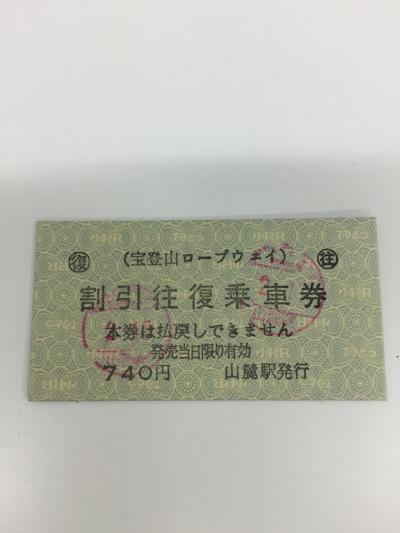 復 (宝登山ロープウェイ) 往
割引往復乗車券
本券は払戻しできません
発売当日限り有効
740円 山麓駅発行